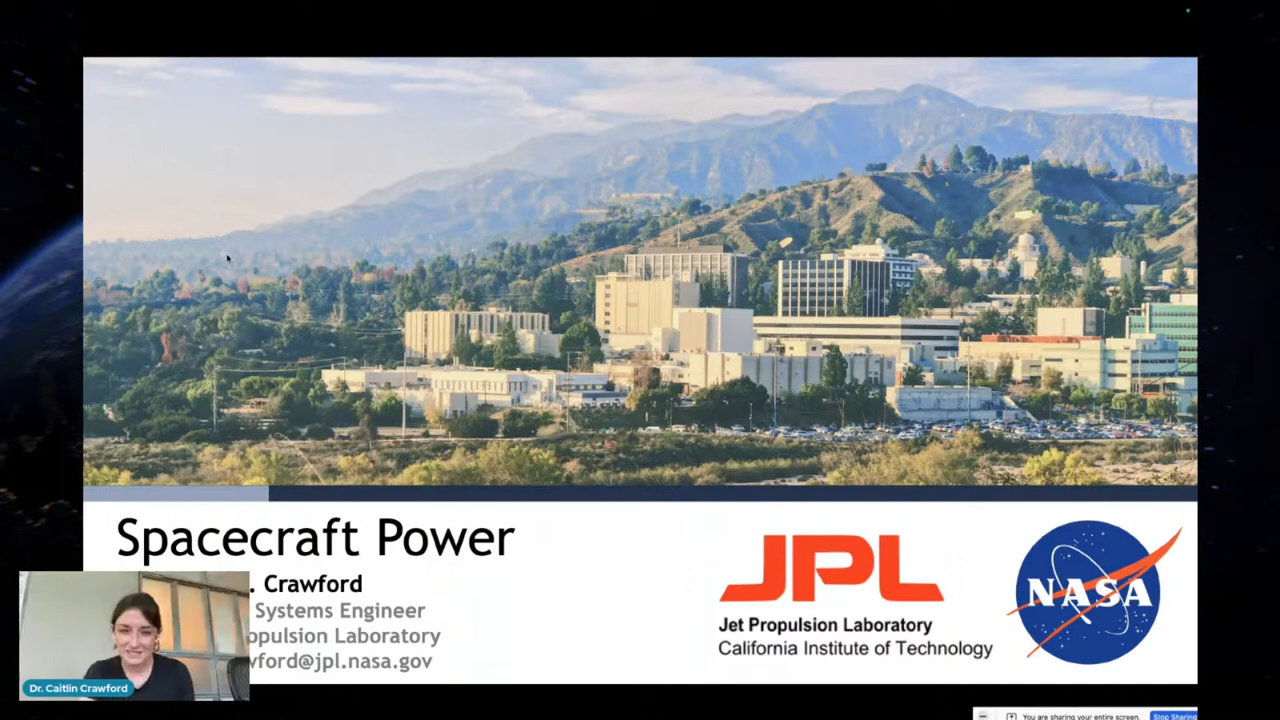 Spacecraft Power
. Crawford
Systems Engineer
opulsion Laboratory
wford@jpl.nasa.gov
JPL
Jet Propulsion Laboratory
California Institute of Technology
NASA
Dr. Caitlin Crawford
You are sharing your entire screen.
Stop Sharing